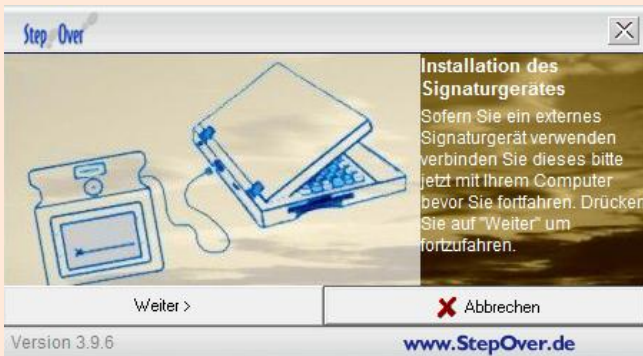 Step Over
Installation des
Signaturgerätes
Sofern Sie ein externes
Signaturgerät verwenden
verbinden Sie dieses bitte
jetzt mit Ihrem Computer
bevor Sie fortfahren. Drücken
Sie auf "Weiter" um
fortzufahren.
Weiter >
Abbrechen
Version 3.9.6
www.StepOver.de